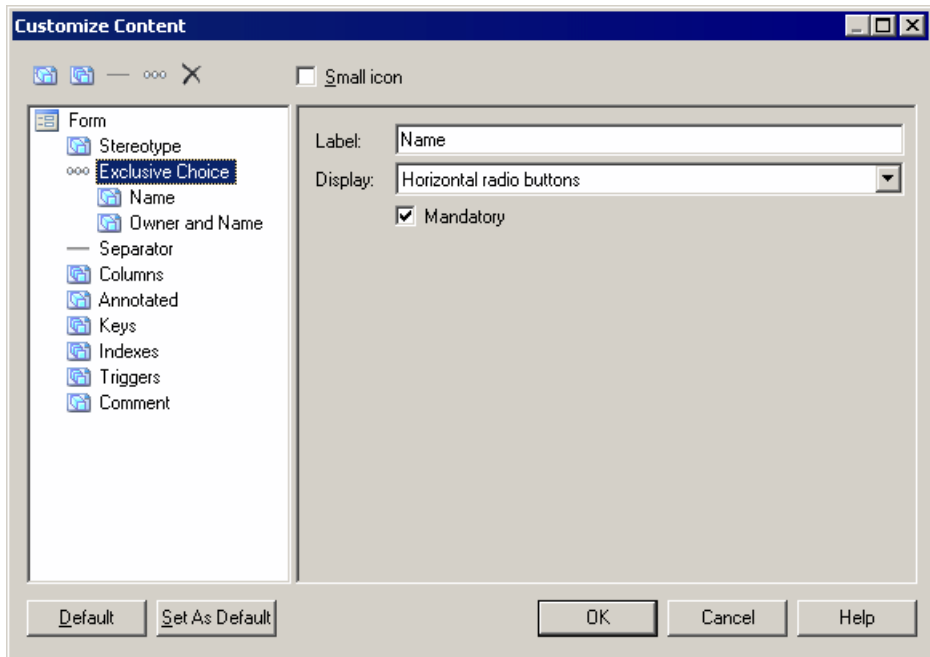 Customize Content
Small icon
Form
Stereotype
Exclusive Choice
Name
Owner and Name
Separator
Columns
Annotated
Keys
Indexes
Triggers
Comment
Label: Name
Display: Horizontal radio buttons
Mandatory
Default Set As Default OK Cancel Help